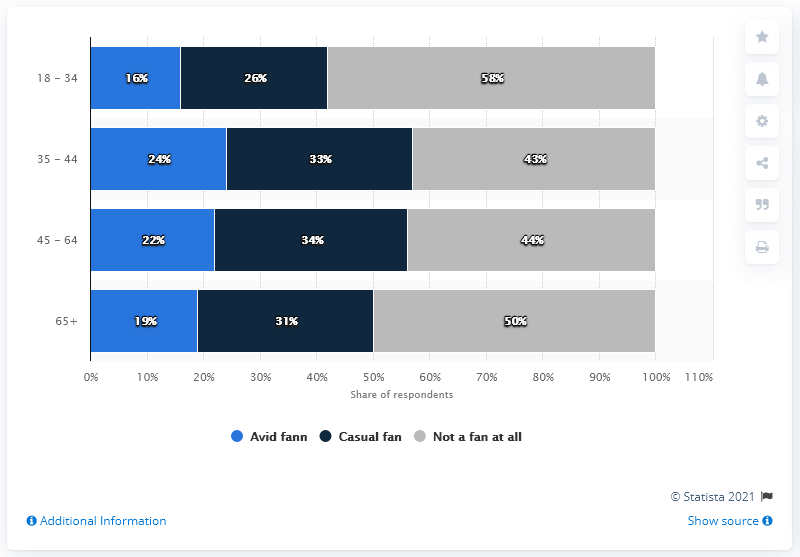 18 – 34 16% 26% 58%
35 – 44 24% 33% 43%
45 – 64 22% 34% 44%
65+ 19% 31% 50%
0% 10% 20% 30% 40% 50% 60% 70% 80% 90% 100% 110%
Share of respondents
Avid fann Casual fan Not a fan at all
© Statista 2021
Additional Information Show source